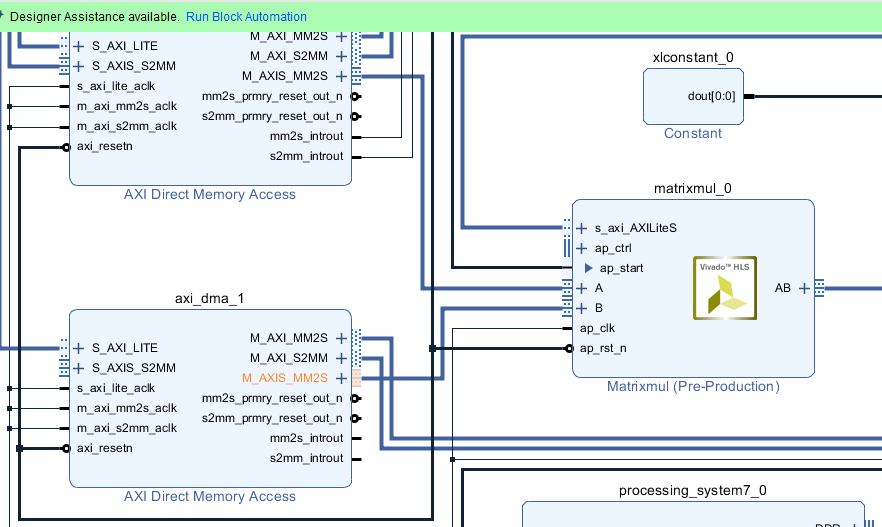 Designer Assistance available. Run Block Automation
S_AXI_LITE
S_AXIS_S2MM
s_axi_lite_aclk
m_axi_mm2s_aclk
m_axi_s2mm_aclk
axi_resetn
M_AXI_MM2S
M_AXI_S2MM
M_AXIS_MM2S
mm2s_prmry_reset_out_n
s2mm_prmry_reset_out_n
mm2s_introut
s2mm_introut
AXI Direct Memory Access
xlconstant_0
dout[0:0]
Constant
matrixmul_0
s_axi_AXILiteS
ap_ctrl
ap_start
A
B
ap_clk
ap_rst_n
Vivado™ HLS
AB
Matrixmul (Pre-Production)
axi_dma_1
S_AXI_LITE
S_AXIS_S2MM
s_axi_lite_aclk
m_axi_mm2s_aclk
m_axi_s2mm_aclk
axi_resetn
M_AXI_MM2S
M_AXI_S2MM
M_AXIS_MM2S
mm2s_prmry_reset_out_n
s2mm_prmry_reset_out_n
mm2s_introut
s2mm_introut
AXI Direct Memory Access
processing_system7_0